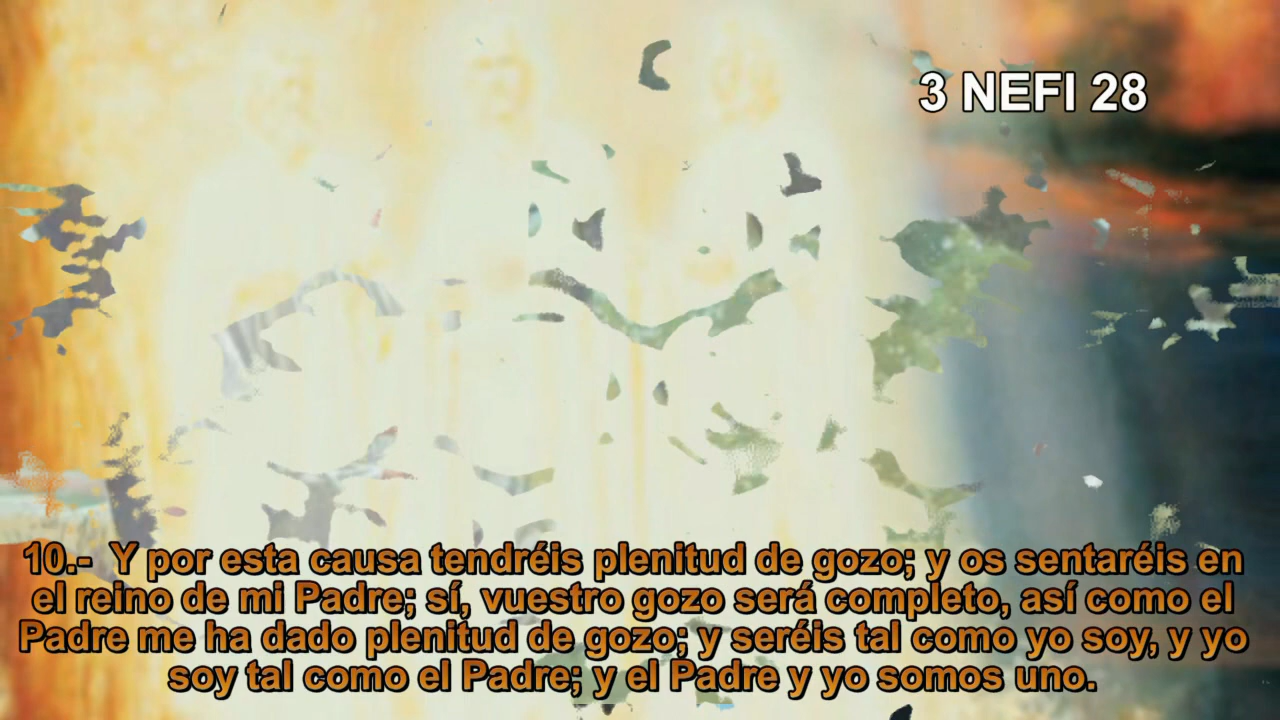 3 NEFI 28
10.- Y por esta causa tendréis plenitud de gozo; y os sentaréis en
el reino de mi Padre; sí, vuestro gozo será completo, así como el
Padre me ha dado plenitud de gozo; y seréis tal como yo soy, y yo
soy tal como el Padre; y el Padre y yo somos uno.